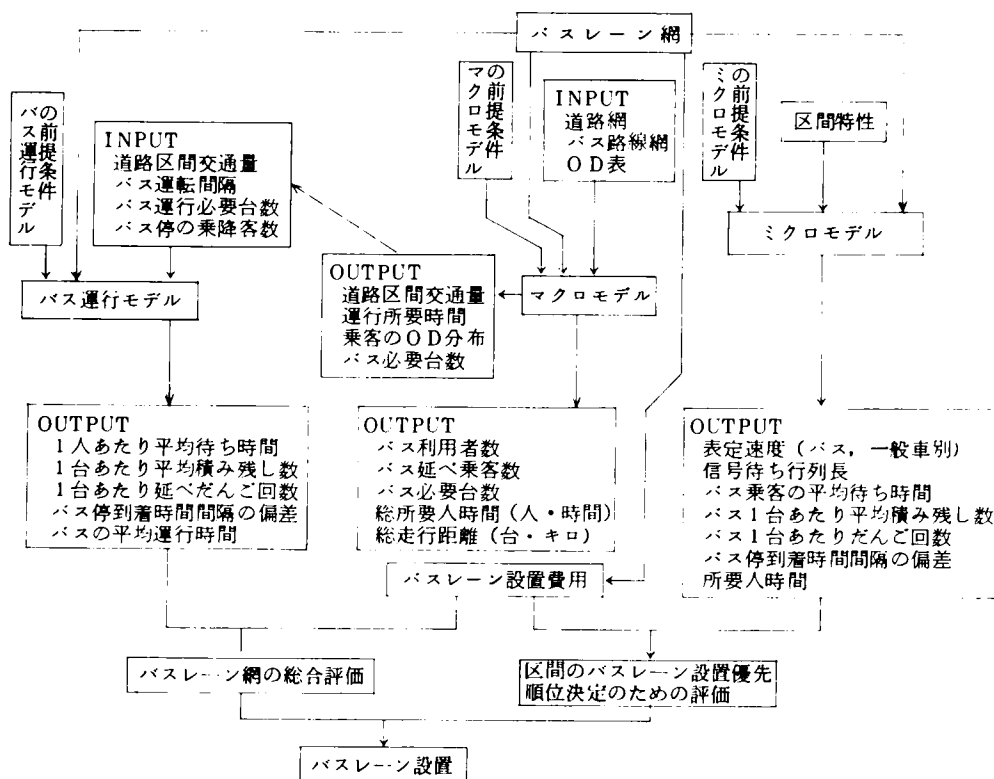 バスレーン網
バス運行モデル
の前提条件
INPUT
道路区間交通量
バス運転間隔
バス運行必要台数
バス停の乗降客数
マクロモデル
の前提条件
INPUT
道路網
バス路線網
OD表
ミクロモデル
の前提条件
区間特性
バス運行モデル
OUTPUT
道路区間交通量
運行所要時間
乗客のOD分布
バス必要台数
マクロモデル
ミクロモデル
OUTPUT
1人あたり平均待ち時間
1台あたり平均積み残し数
1台あたり延べだんご回数
バス停到着時間間隔の偏差
バスの平均運行時間
OUTPUT
バス利用者数
バス延べ乗客数
バス必要台数
総所要人時間(人・時間)
総走行距離(台・キロ)
OUTPUT
表定速度(バス,一般車別)
信号待ち行列長
バス乗客の平均待ち時間
バス1台あたり平均積み残し数
バス1台あたりだんご回数
バス停到着時間間隔の偏差
所要人時間
バスレーン設置費用
バスレーン網の総合評価
区間のバスレーン設置優先
順位決定のための評価
バスレーン設置